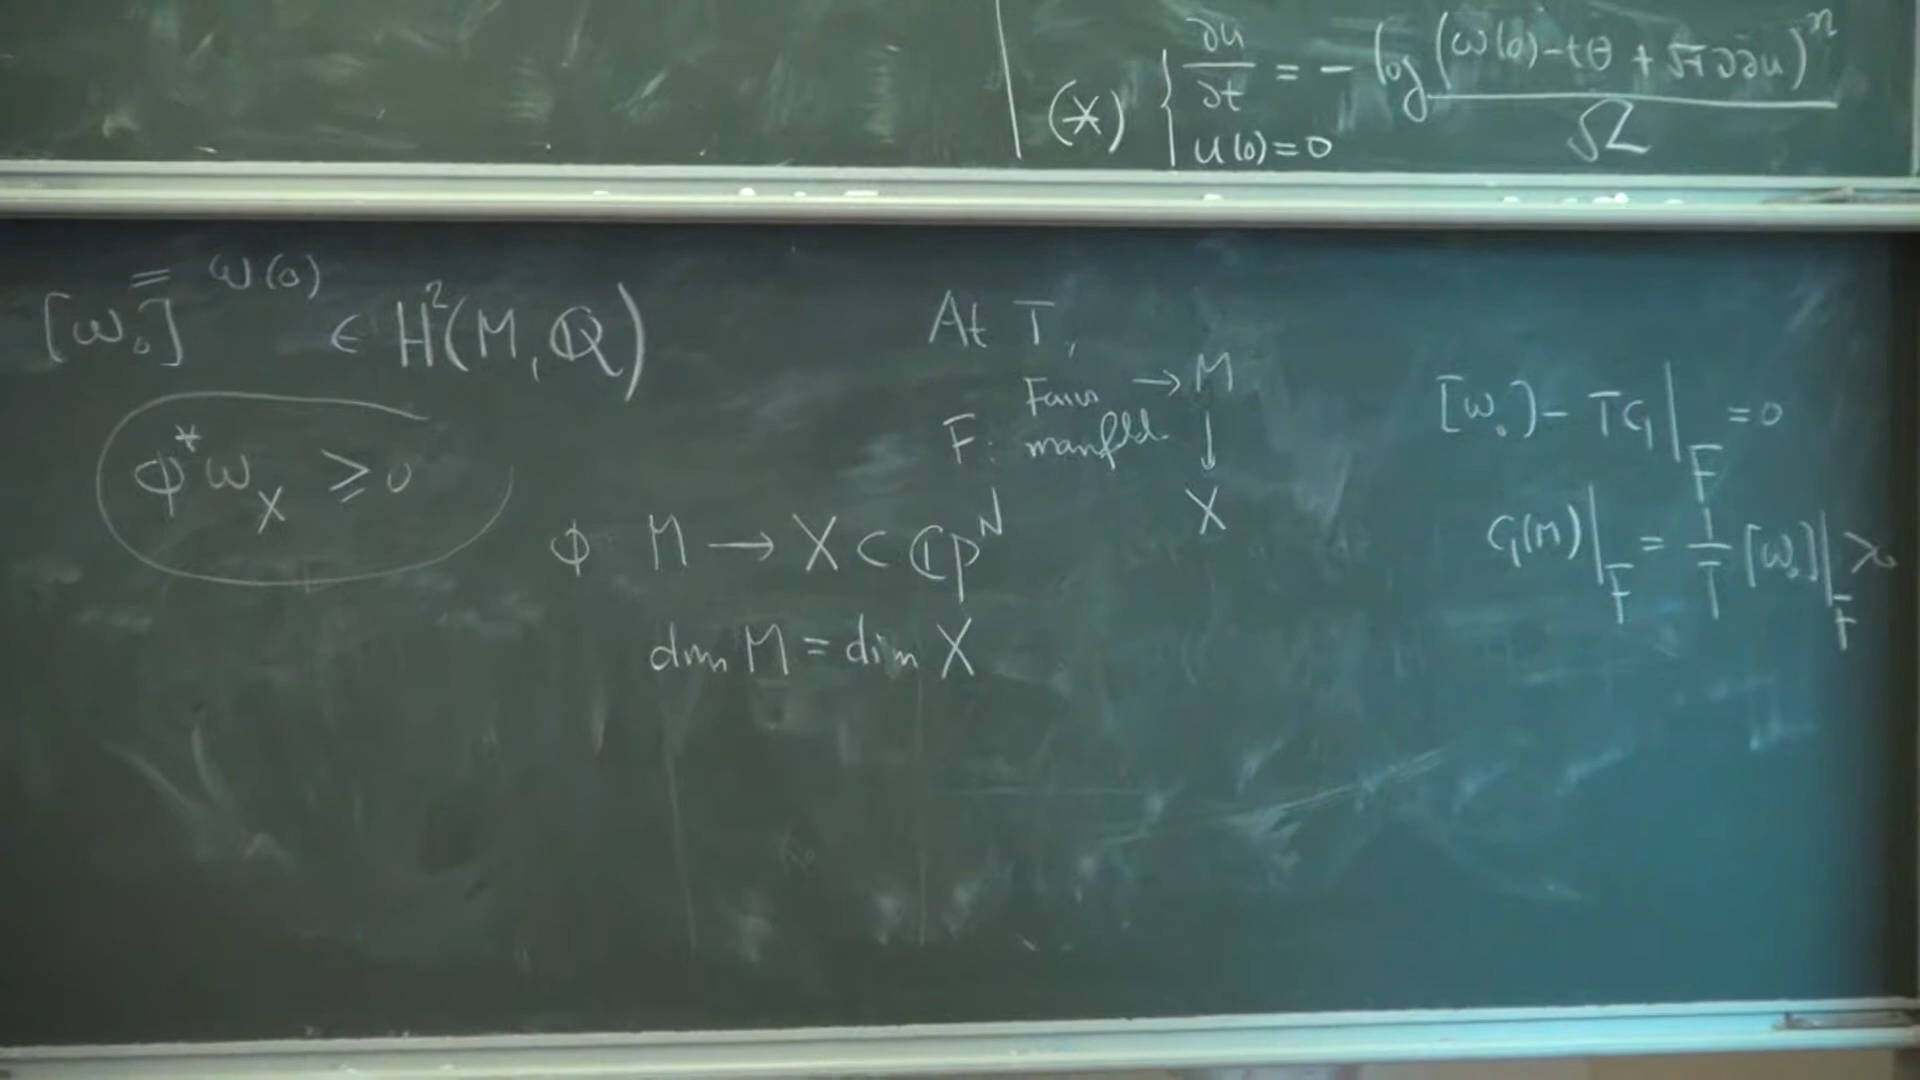 (*) { ∂u/∂t = - log (ω(0)-tθ + √-1 ∂∂u)^n / Ω
u(0)=0
= ω(0)
[ω₀] ∈ H²(M, ℚ)
φ*ω_X ≥ 0
φ M → X ⊂ ℂP^N
dim M = dim X
At T,
F: Fano manifld. → M
↓
X
[ω₀] - TC₁|_F = 0
C₁(M)|_F = 1/T [ω₀]|_F > 0